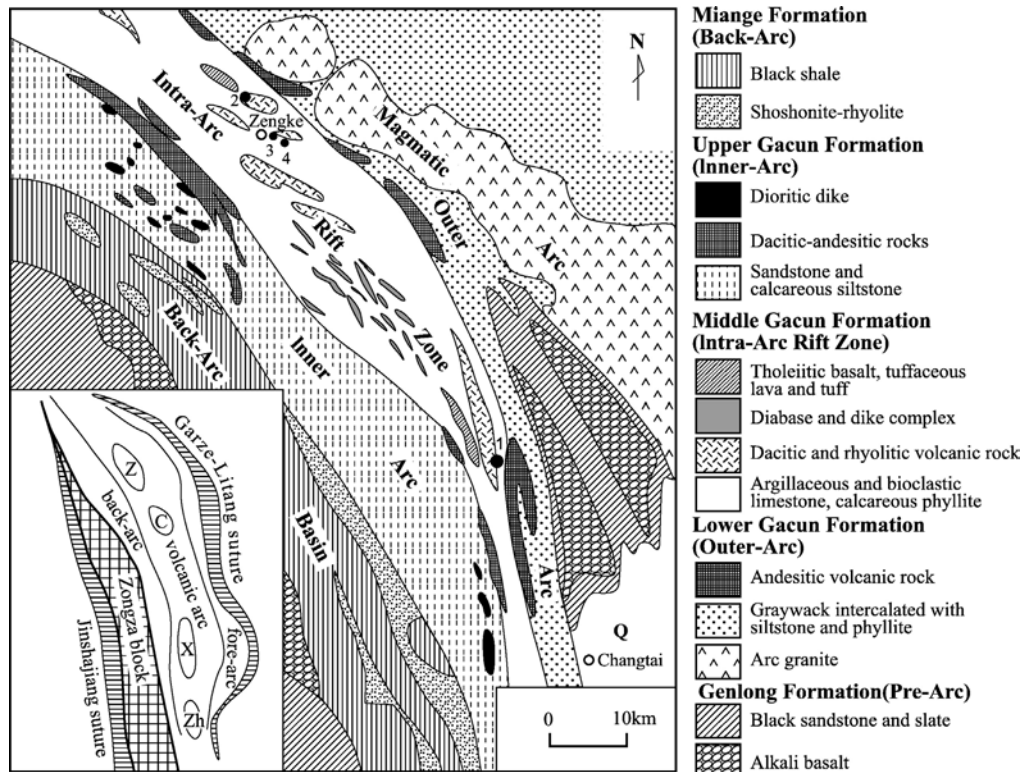 N
Intra-Arc
2
Zengke
3
4
Rift
Zone
Magmatic
Arc
Outer
Arc
1
Back-Arc
Basin
Inner
Arc
Q
Changtai
0 10km
Garze-Litang suture
Z
back-arc
C
volcanic arc
Zongza block
X
fore-arc
Jinshajiang suture
Zh
Miange Formation
(Back-Arc)
Black shale
Shoshonite-rhyolite
Upper Gacun Formation
(Inner-Arc)
Dioritic dike
Dacitic-andesitic rocks
Sandstone and
calcareous siltstone
Middle Gacun Formation
(Intra-Arc Rift Zone)
Tholeiitic basalt, tuffaceous
lava and tuff
Diabase and dike complex
Dacitic and rhyolitic volcanic rock
Argillaceous and bioclastic
limestone, calcareous phyllite
Lower Gacun Formation
(Outer-Arc)
Andesitic volcanic rock
Graywack intercalated with
siltstone and phyllite
Arc granite
Genlong Formation(Pre-Arc)
Black sandstone and slate
Alkali basalt